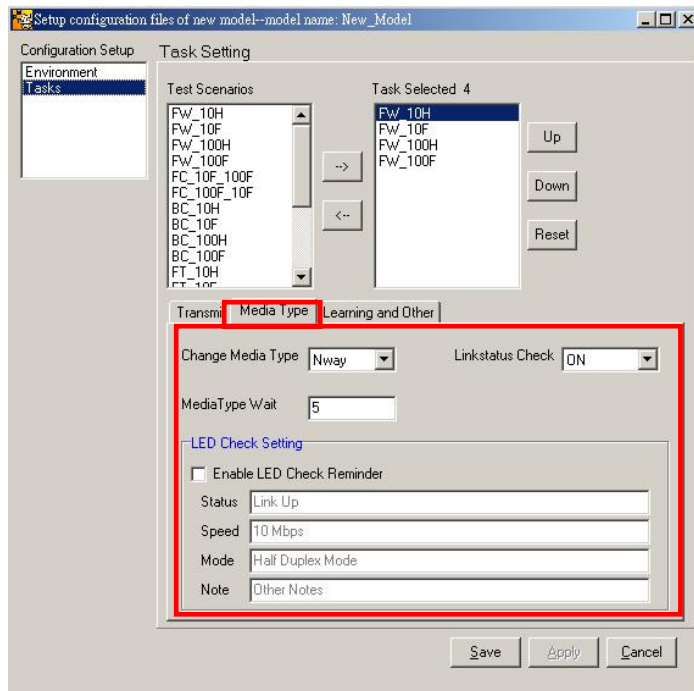 Setup configuration files of new model--model name: New_Model
Configuration Setup
Environment
Tasks
Task Setting
Test Scenarios
FW_10H
FW_10F
FW_100H
FW_100F
FC_10F_100F
FC_100F_10F
BC_10H
BC_10F
BC_100H
BC_100F
FT_10H
FT_10F
-->
<--
Task Selected 4
FW_10H
FW_10F
FW_100H
FW_100F
Up
Down
Reset
Transmi
Media Type
Learning and Other
Change Media Type
Nway
Linkstatus Check
ON
MediaType Wait
5
LED Check Setting
Enable LED Check Reminder
Status
Link Up
Speed
10 Mbps
Mode
Half Duplex Mode
Note
Other Notes
Save
Apply
Cancel